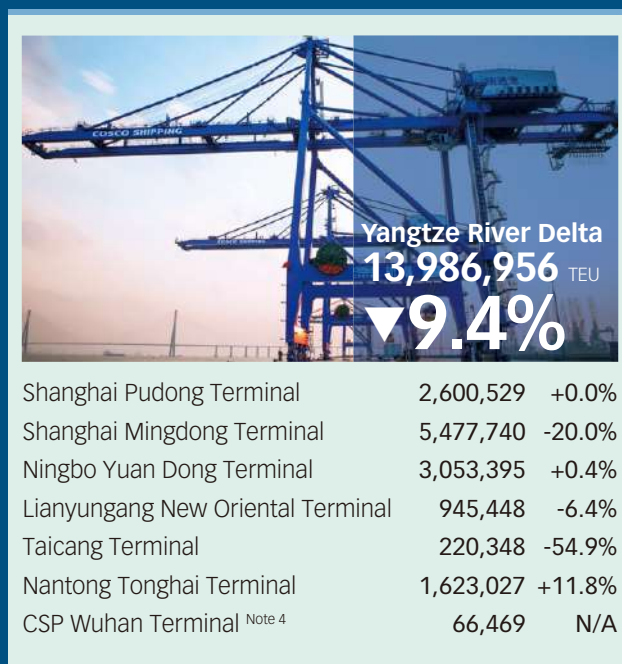 COSCO SHIPPING
COSCO SHIPPING
Yangtze River Delta
13,986,956 TEU
▼9.4%
Shanghai Pudong Terminal 2,600,529 +0.0%
Shanghai Mingdong Terminal 5,477,740 -20.0%
Ningbo Yuan Dong Terminal 3,053,395 +0.4%
Lianyungang New Oriental Terminal 945,448 -6.4%
Taicang Terminal 220,348 -54.9%
Nantong Tonghai Terminal 1,623,027 +11.8%
CSP Wuhan Terminal Note 4 66,469 N/A